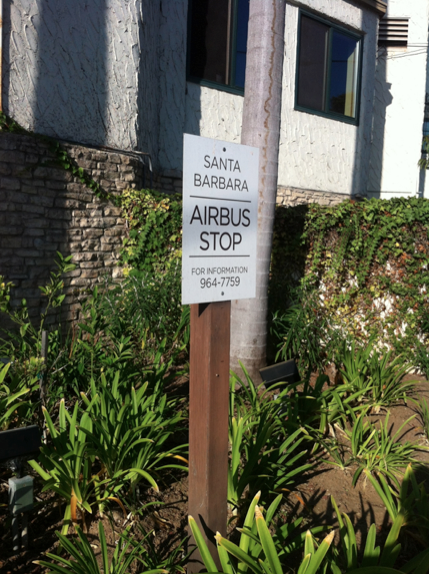 SANTA
BARBARA
AIRBUS
STOP
FOR INFORMATION
964-7759